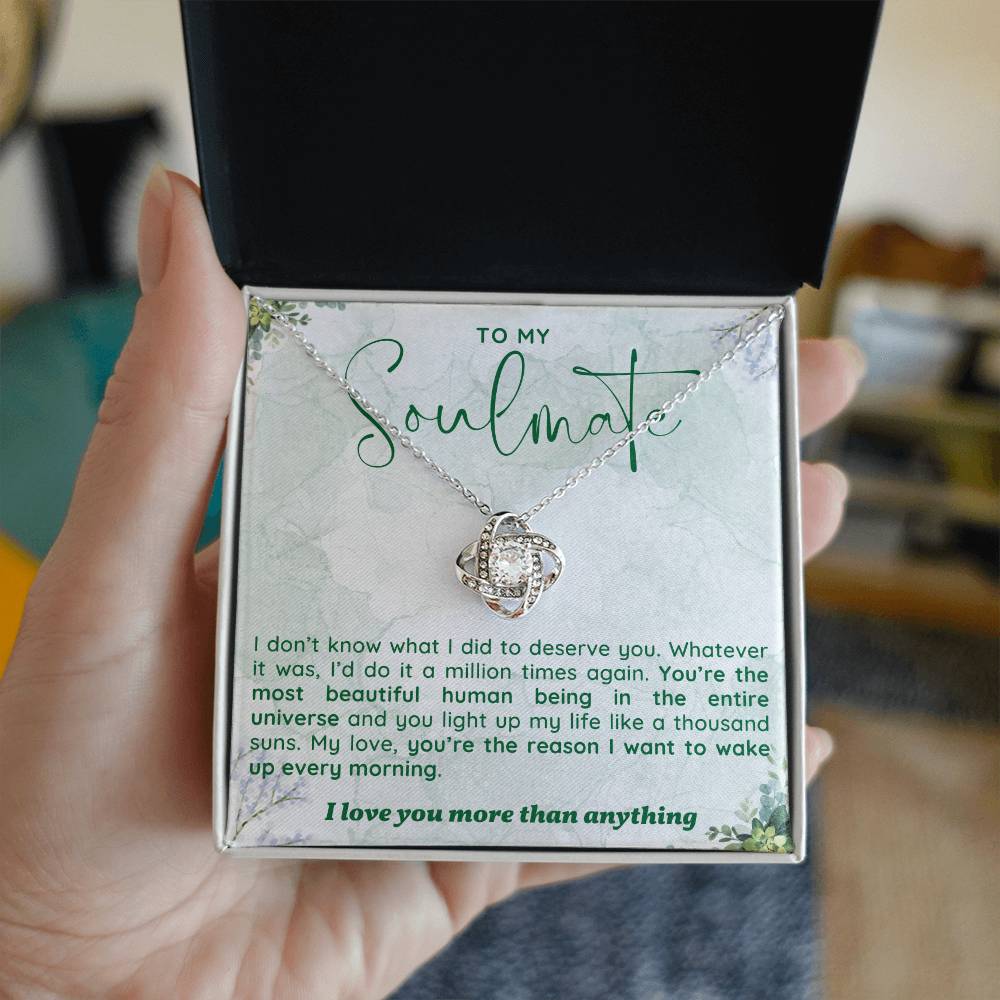 TO MY
Soulmate
I don't know what I did to deserve you. Whatever
it was, I'd do it a million times again. You're the
most beautiful human being in the entire
universe and you light up my life like a thousand
suns. My love, you're the reason I want to wake
up every morning.
I love you more than anything